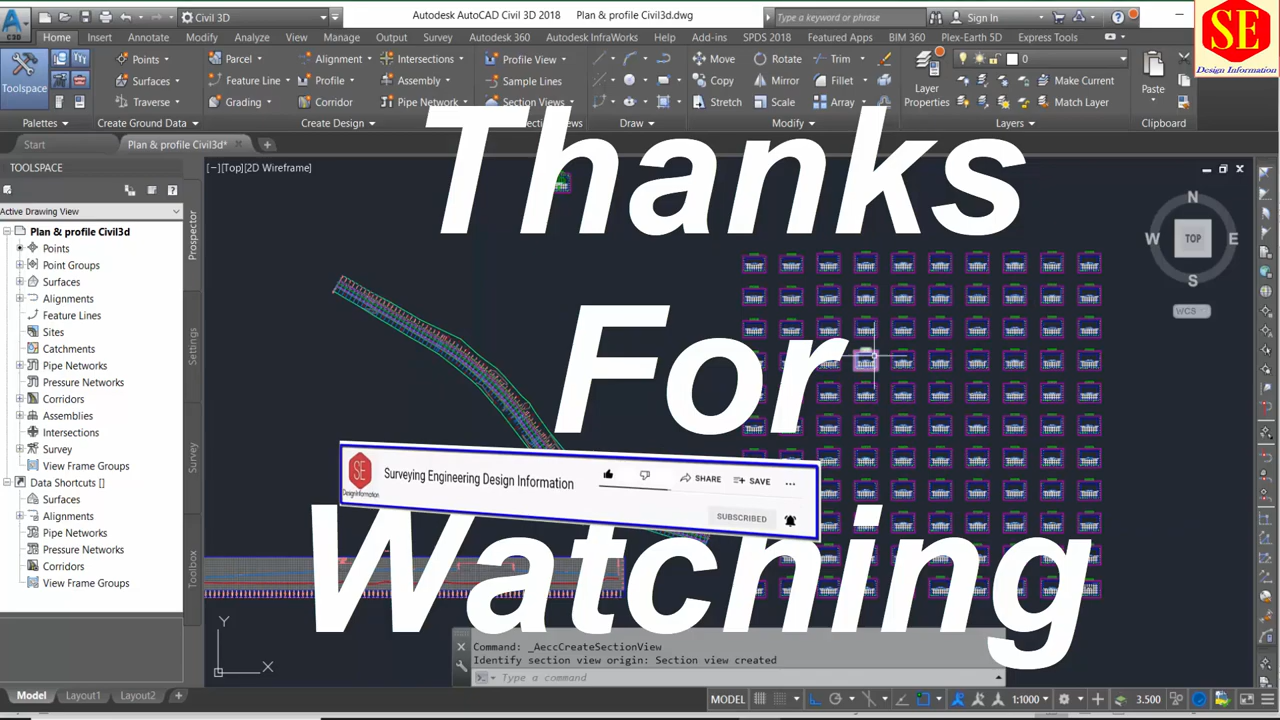 Civil 3D
Autodesk AutoCAD Civil 3D 2018 Plan & profile Civil3d.dwg
Type a keyword or phrase
Sign In
SE
Design Information
C3D
Home Insert Annotate Modify Analyze View Manage Output Survey Autodesk 360 Autodesk InfraWorks Help Add-ins SPDS 2018 Featured Apps BIM 360 Plex-Earth 5D Express Tools
Toolspace
Points
Surfaces
Traverse
Parcel
Feature Line
Grading
Alignment
Profile
Corridor
Intersections
Assembly
Pipe Network
Profile View
Sample Lines
Section Views
Move
Copy
Stretch
Rotate
Mirror
Scale
Trim
Fillet
Array
Layer
Properties
0
Make Current
Match Layer
Paste
Palettes
Create Ground Data
Create Design
Draw
Modify
Layers
Clipboard
Start
Plan & profile Civil3d*
TOOLSPACE
Active Drawing View
Plan & profile Civil3d
Points
Point Groups
Surfaces
Alignments
Feature Lines
Sites
Catchments
Pipe Networks
Pressure Networks
Corridors
Assemblies
Intersections
Survey
View Frame Groups
Data Shortcuts []
Surfaces
Alignments
Pipe Networks
Pressure Networks
Corridors
View Frame Groups
Prospector
Settings
Survey
Toolbox
[−][Top][2D Wireframe]
N
W TOP E
S
WCS
Thanks
For
Watching
SE
Design Information
Surveying Engineering Design Information
SHARE
SAVE
...
SUBSCRIBED
Y
X
Command: _AeccCreateSectionView
Identify section view origin: Section view created
Type a command
Model Layout1 Layout2 +
MODEL
1:1000
3.500